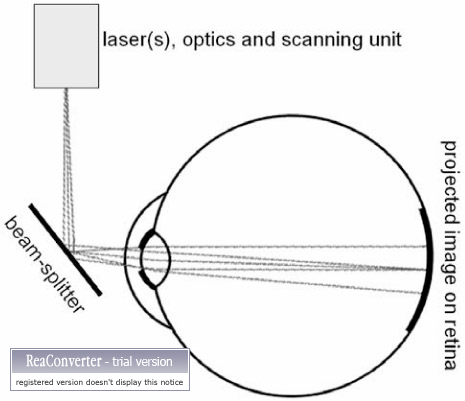 laser(s), optics and scanning unit
beam-splitter
projected image on retina
ReaConverter - trial version
registered version doesn't display this notice